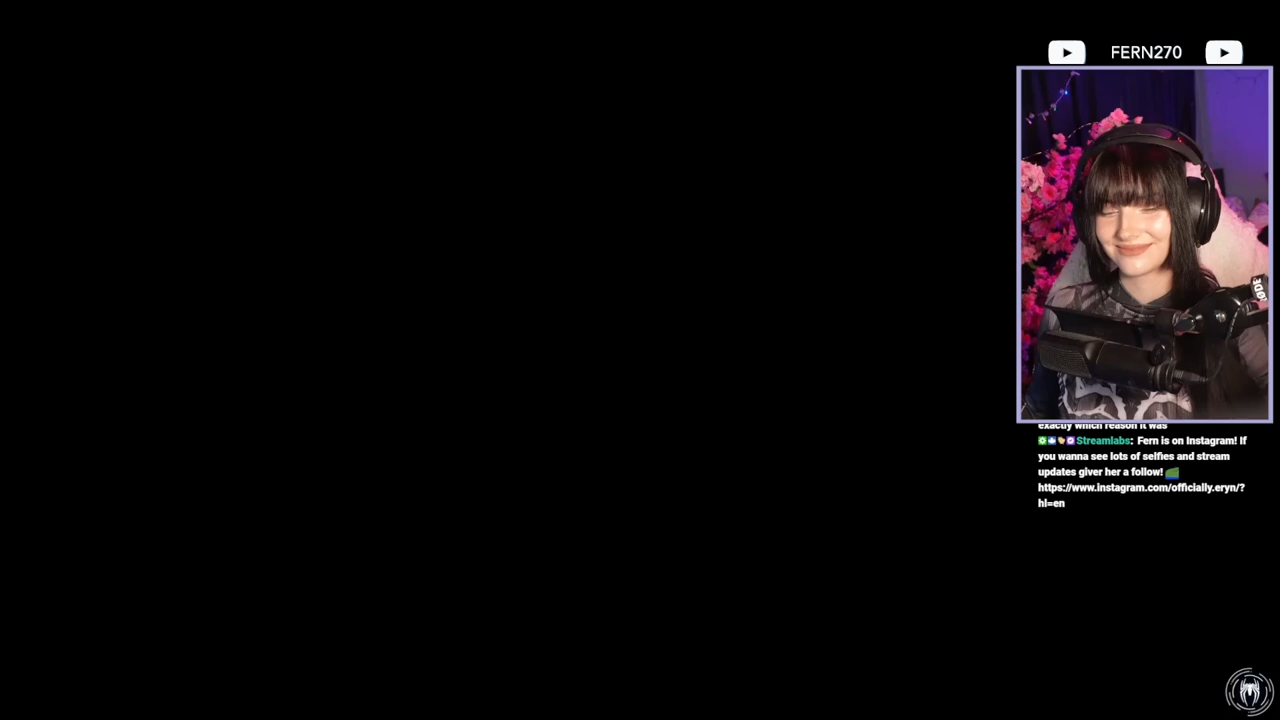 FERN270
exactly which reason it was
Streamlabs: Fern is on Instagram! If
you wanna see lots of selfies and stream
updates giver her a follow!
https://www.instagram.com/officially.eryn/?
hl=en